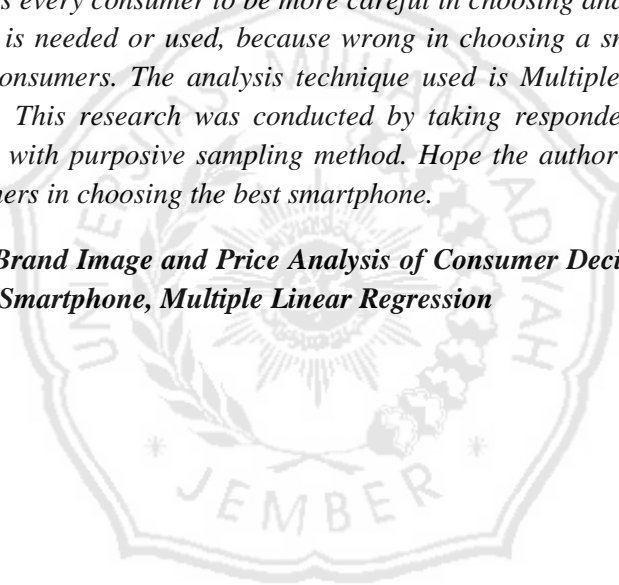 s every consumer to be more careful in choosing and
is needed or used, because wrong in choosing a sn
onsumers. The analysis technique used is Multiple
This research was conducted by taking responde
with purposive sampling method. Hope the author
ners in choosing the best smartphone.
Brand Image and Price Analysis of Consumer Deci
Smartphone, Multiple Linear Regression
UNIVERSITAS MUHAMMADIYAH
JEMBER